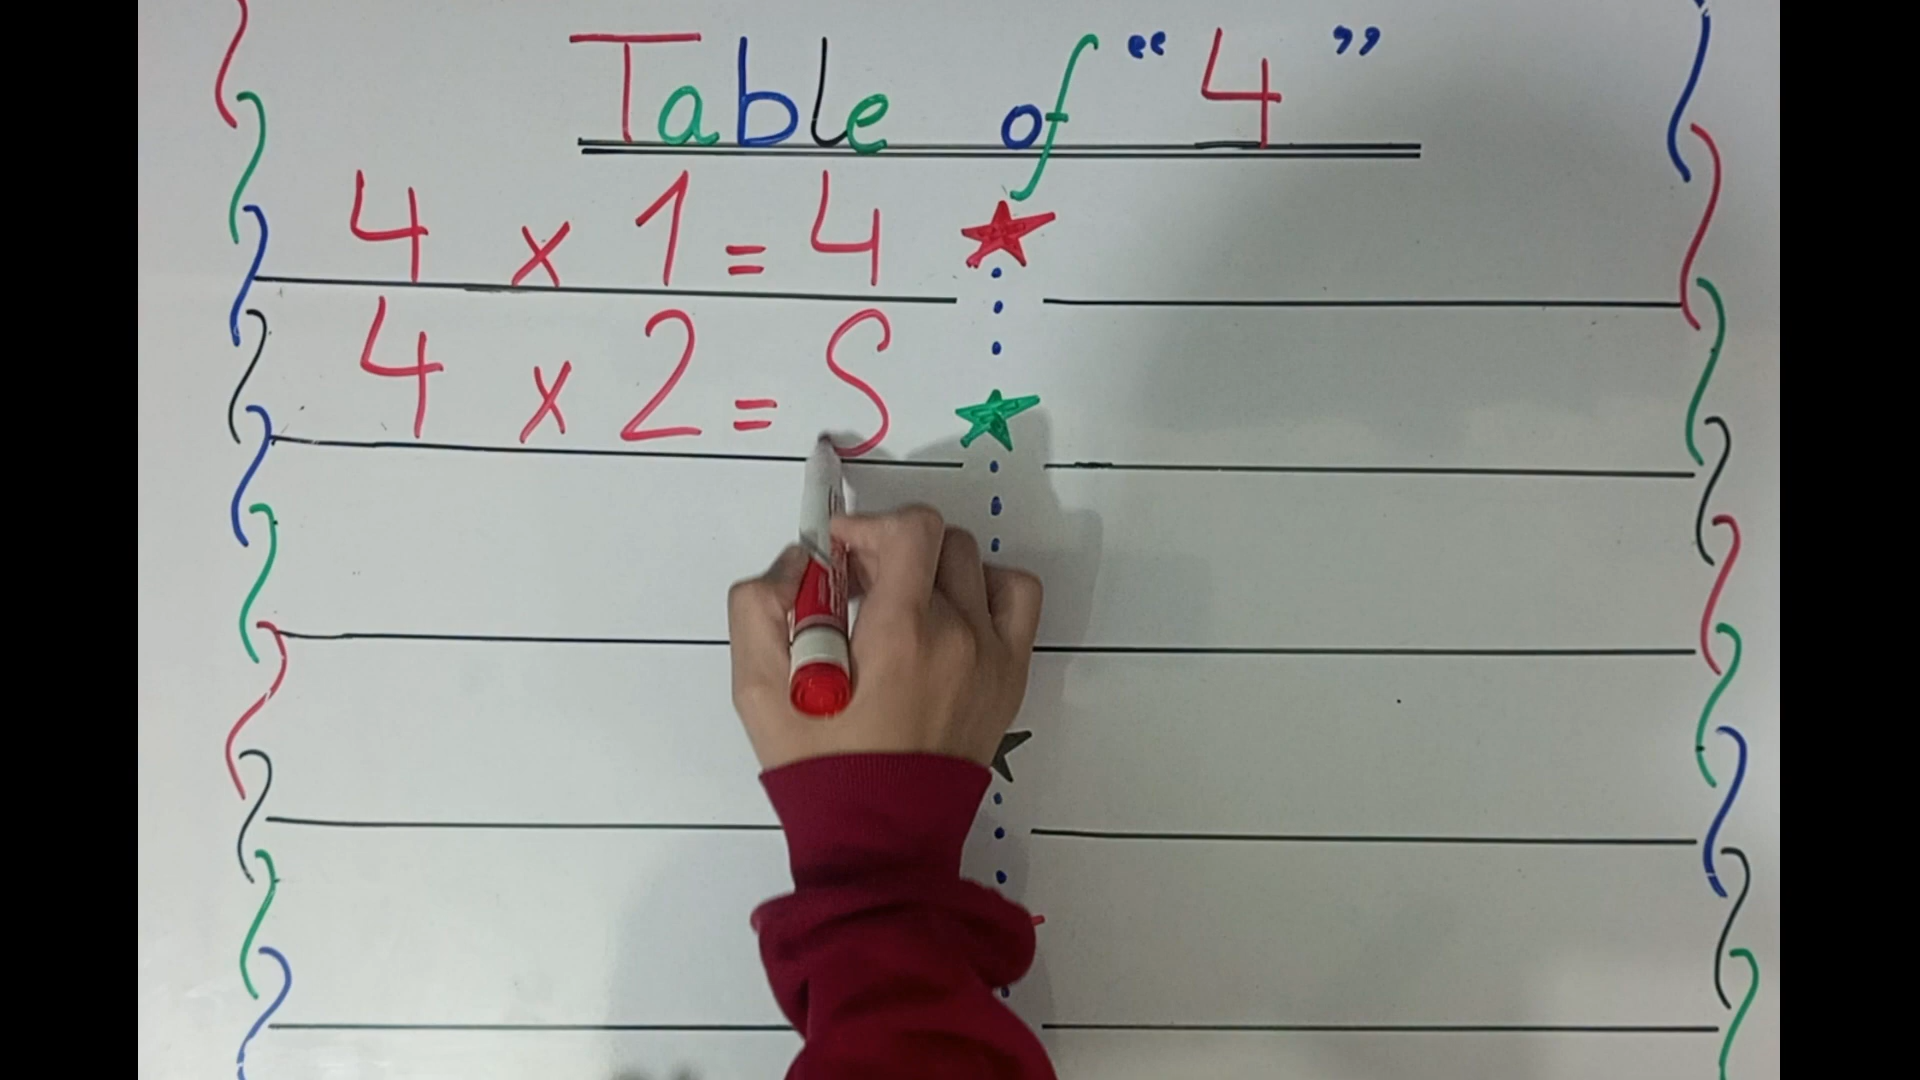 Table of “4”
4 x 1 = 4
4 x 2 = S